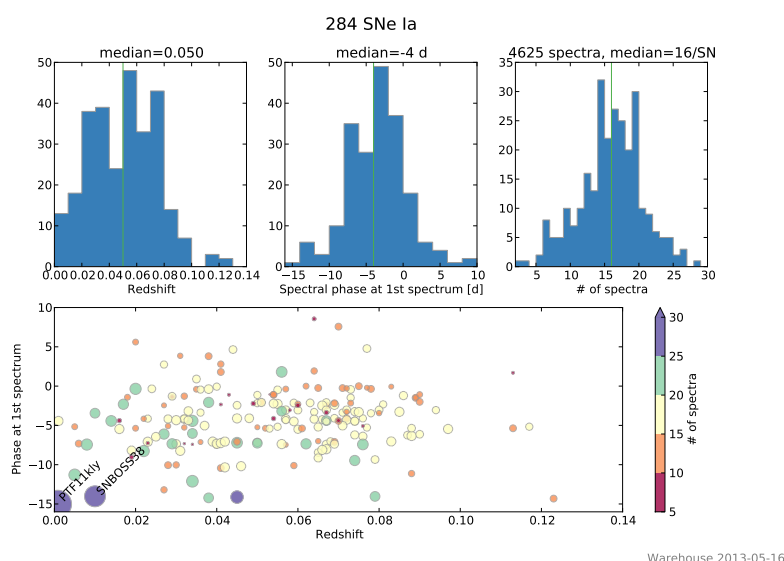 284 SNe Ia
median=0.050
median=-4 d
4625 spectra, median=16/SN
50
40
30
20
10
0
0.00 0.02 0.04 0.06 0.08 0.10 0.12 0.14
Redshift
50
40
30
20
10
0
−15 −10 −5 0 5 10
Spectral phase at 1st spectrum [d]
35
30
25
20
15
10
5
0
5 10 15 20 25 30
# of spectra
10
5
0
−5
−10
−15
Phase at 1st spectrum
PTF11kly
SNBOSS38
0.00 0.02 0.04 0.06 0.08 0.10 0.12 0.14
Redshift
30
25
20
15
10
5
# of spectra
Warehouse 2013-05-16